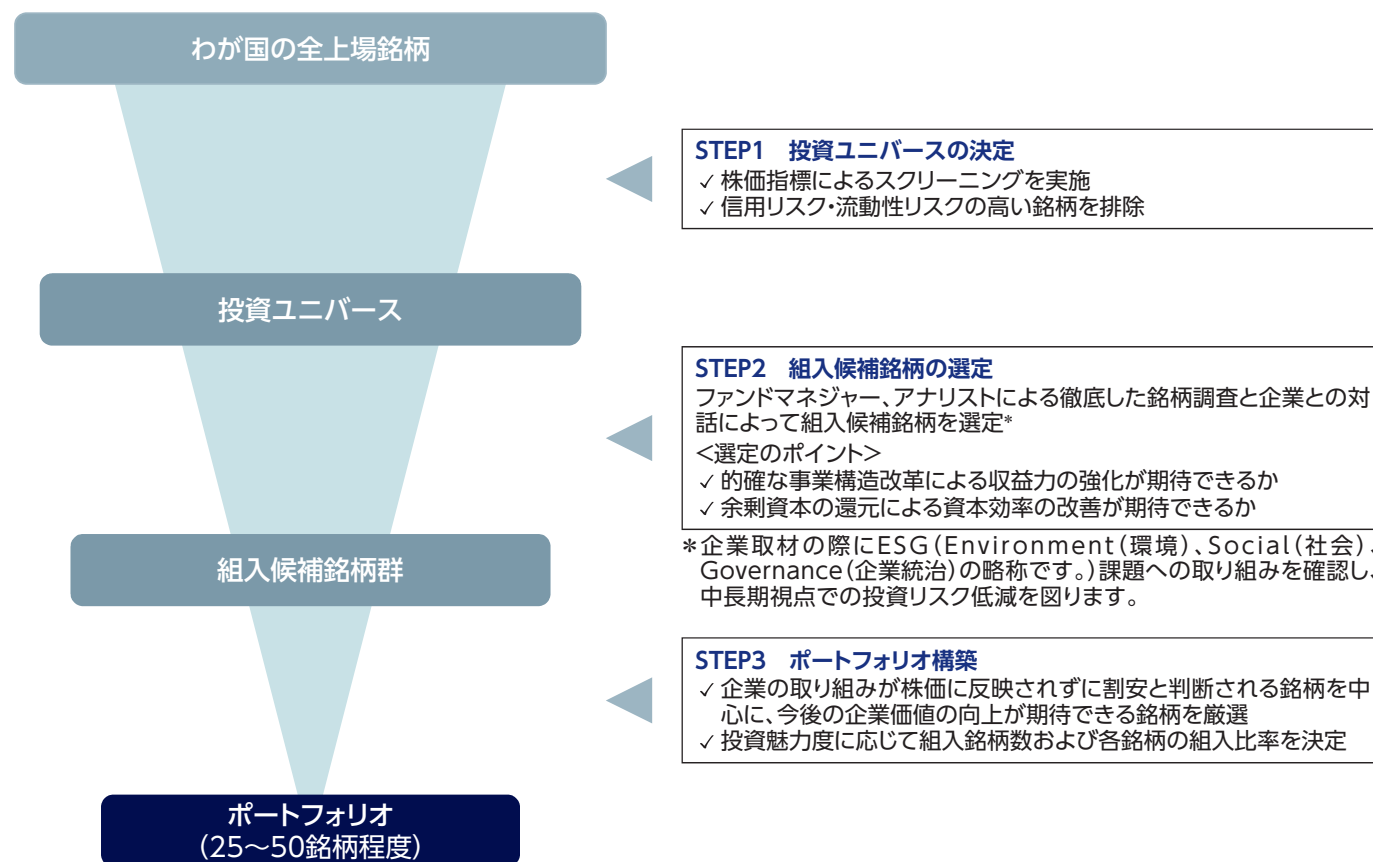 わが国の全上場銘柄
STEP1 投資ユニバースの決定
✓ 株価指標によるスクリーニングを実施
✓ 信用リスク・流動性リスクの高い銘柄を排除
投資ユニバース
STEP2 組入候補銘柄の選定
ファンドマネジャー、アナリストによる徹底した銘柄調査と企業との対
話によって組入候補銘柄を選定*
<選定のポイント>
✓ 的確な事業構造改革による収益力の強化が期待できるか
✓ 余剰資本の還元による資本効率の改善が期待できるか
組入候補銘柄群
*企業取材の際にESG(Environment(環境)、Social(社会)、
Governance(企業統治)の略称です。)課題への取り組みを確認し、
中長期視点での投資リスク低減を図ります。
STEP3 ポートフォリオ構築
✓ 企業の取り組みが株価に反映されずに割安と判断される銘柄を中
心に、今後の企業価値の向上が期待できる銘柄を厳選
✓ 投資魅力度に応じて組入銘柄数および各銘柄の組入比率を決定
ポートフォリオ
(25～50銘柄程度)